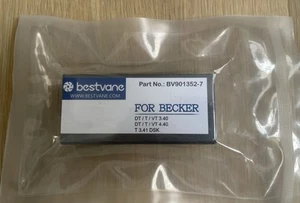 bestvane
BESTVANE.COM
Part No.: BV901352-7
FOR BECKER
DT / T / VT 3.40
DT / T / VT 4.40
T 3.41 DSK